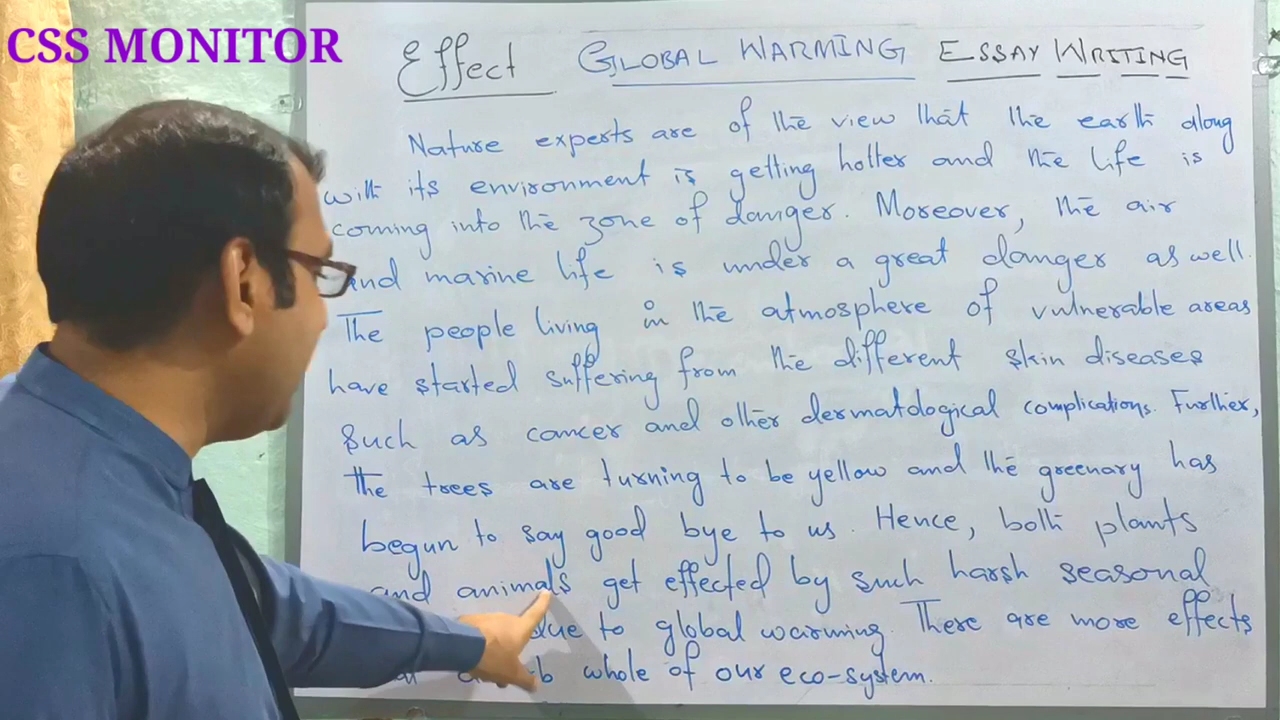 CSS MONITOR
Effect GLOBAL WARMING ESSAY WRITING
Nature experts are of the view that the earth along
with its environment is getting hotter and the life is
coming into the zone of danger. Moreover, the air
and marine life is under a great danger as well.
The people living in the atmosphere of vulnerable areas
have started suffering from the different skin diseases
such as cancer and other dermatological complications. Further,
the trees are turning to be yellow and the greenary has
begun to say good bye to us. Hence, both plants
and animals get effected by such harsh seasonal
due to global warming. There are more effects
whole of our eco-system.